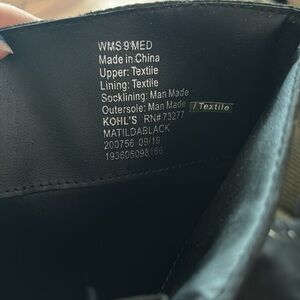 WMS 9 MED
Made in China
Upper: Textile
Lining: Textile
Socklining: Man Made
Outersole: Man Made / Textile
KOHL'S RN# 73277
MATILDABLACK
200756 09/19
193605098166